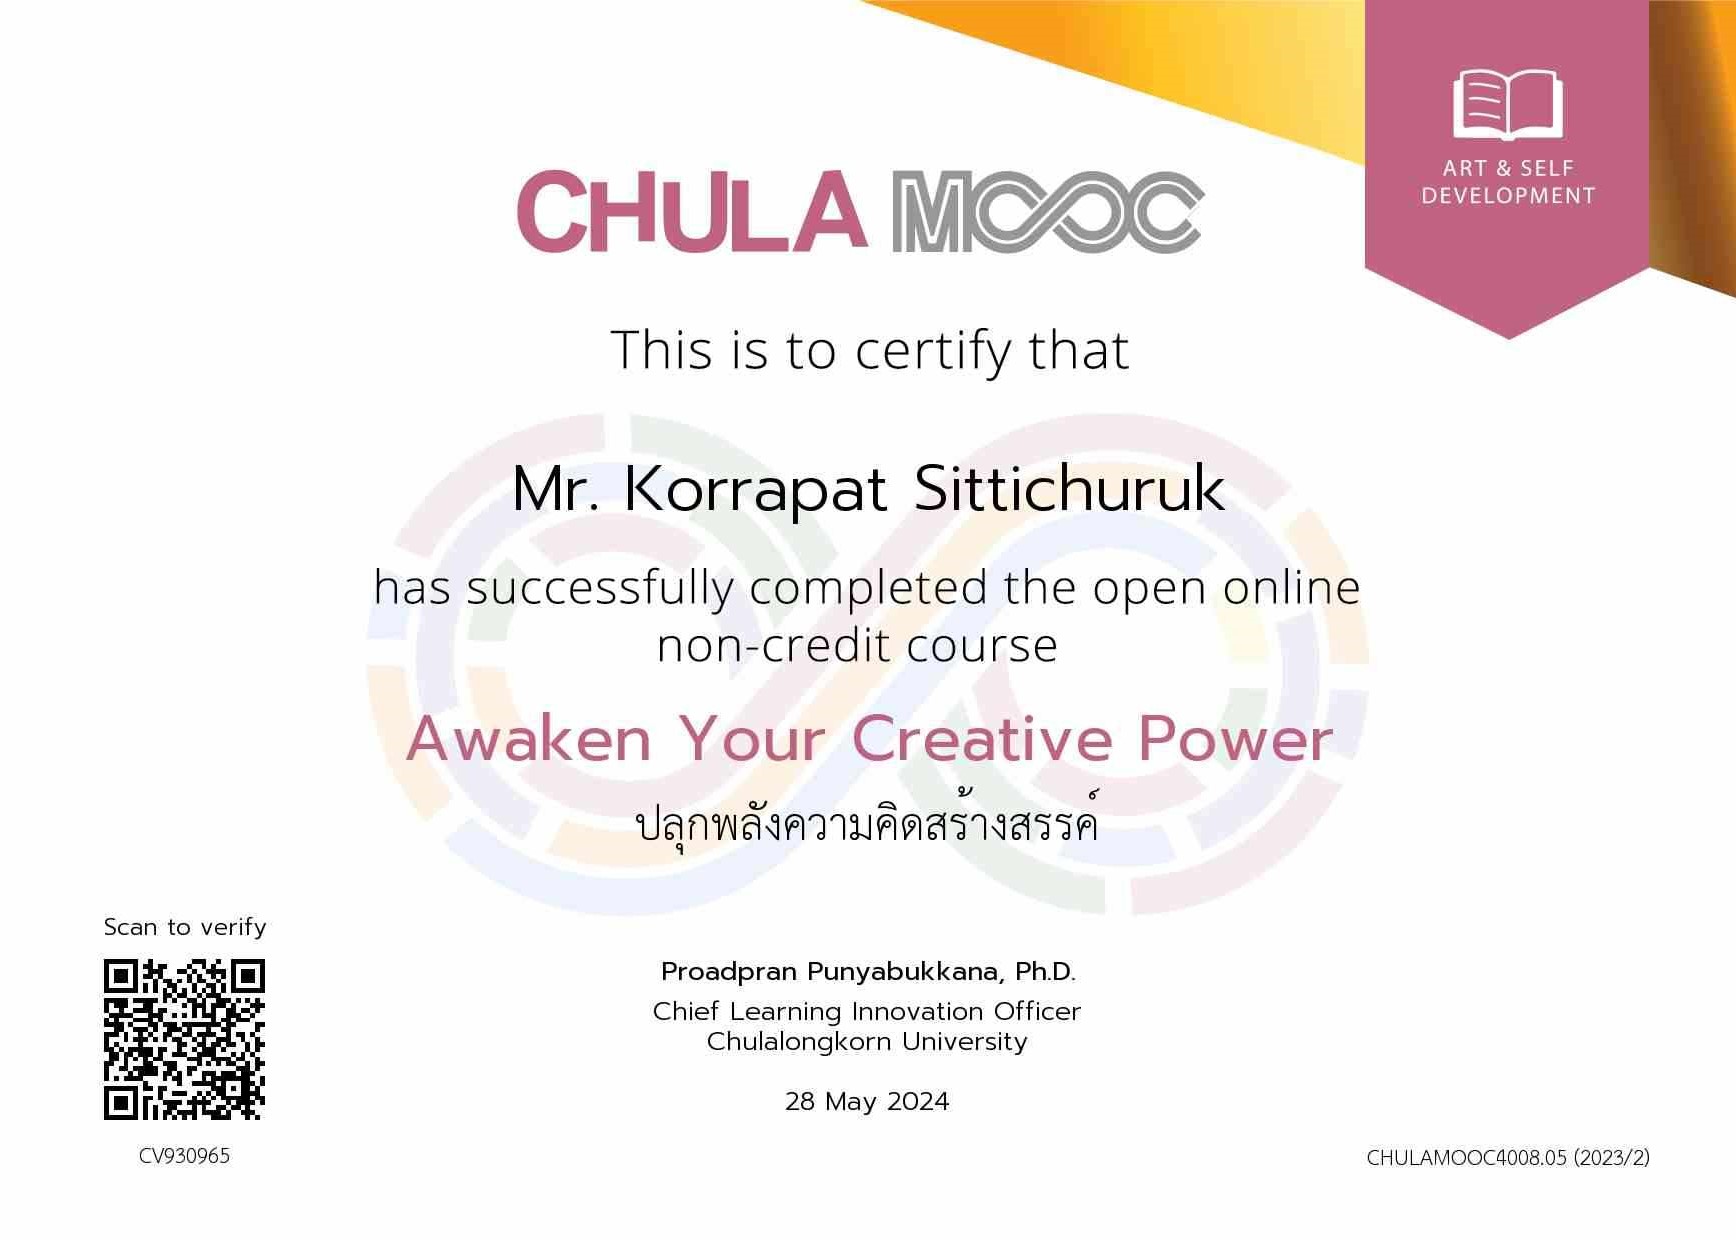 ART & SELF
DEVELOPMENT
CHULA MOOC
This is to certify that
Mr. Korrapat Sittichuruk
has successfully completed the open online
non-credit course
Awaken Your Creative Power
ปลุกพลังความคิดสร้างสรรค์
Scan to verify
CV930965
Proadpran Punyabukkana, Ph.D.
Chief Learning Innovation Officer
Chulalongkorn University
28 May 2024
CHULAMOOC4008.05 (2023/2)